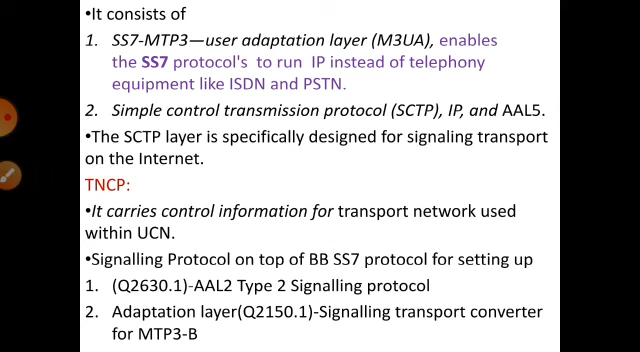 •It consists of
1. SS7-MTP3—user adaptation layer (M3UA), enables
the SS7 protocol's to run IP instead of telephony
equipment like ISDN and PSTN.
2. Simple control transmission protocol (SCTP), IP, and AAL5.
•The SCTP layer is specifically designed for signaling transport
on the Internet.
TNCP:
•It carries control information for transport network used
within UCN.
•Signalling Protocol on top of BB SS7 protocol for setting up
1. (Q2630.1)-AAL2 Type 2 Signalling protocol
2. Adaptation layer(Q2150.1)-Signalling transport converter
for MTP3-B